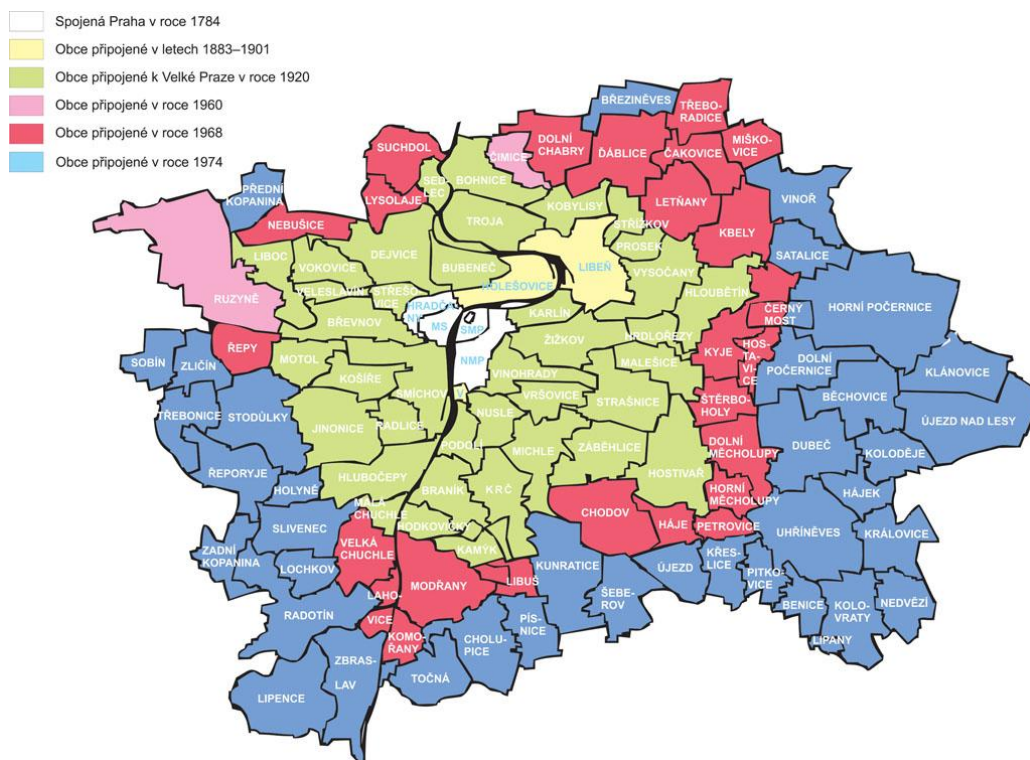 Spojená Praha v roce 1784
Obce připojené v letech 1883–1901
Obce připojené k Velké Praze v roce 1920
Obce připojené v roce 1960
Obce připojené v roce 1968
Obce připojené v roce 1974
BŘEZINĚVES
TŘEBO-
RADICE
SUCHDOL
ČIMICE
DOLNÍ
CHABRY
ĎÁBLICE
ČAKOVICE
MIŠKO-
VICE
SED-
LEC
BOHNICE
PŘEDNÍ
KOPANINA
LYSOLAJE
KOBYLISY
LETŇANY
VINOŘ
NEBUŠICE
TROJA
STŘÍŽKOV
KBELY
LIBOC
DEJVICE
PROSEK
SATALICE
VOKOVICE
BUBENEČ
LIBEŇ
VYSOČANY
RUZYNĚ
VELESLAVÍN
STŘEŠO-
VICE
HOLEŠOVICE
HLOUBĚTÍN
HRADČA-
NY
ČERNÝ
MOST
HORNÍ POČERNICE
BŘEVNOV
MS
SMP
KARLÍN
ŽIŽKOV
HRDLOŘEZY
KYJE
HOS-
TA-
VI-
CE
ŘEPY
SOBÍN
ZLIČÍN
MOTOL
NMP
MALEŠICE
DOLNÍ
POČERNICE
KLÁNOVICE
KOŠÍŘE
VINOHRADY
SMÍCHOV
VRŠOVICE
STRAŠNICE
ŠTĚRBO-
HOLY
BĚCHOVICE
TŘEBONICE
STODŮLKY
NUSLE
ÚJEZD NAD LESY
JINONICE
RADLICE
PODOLÍ
MICHLE
ZÁBĚHLICE
DOLNÍ
MĚCHOLUPY
DUBEČ
KOLODĚJE
ŘEPORYJE
HLUBOČEPY
HOSTIVAŘ
HOLYNĚ
BRANÍK
KRČ
HORNÍ
MĚCHOLUPY
HÁJEK
MALÁ
CHUCHLE
SLIVENEC
HODKOVIČKY
CHODOV
HÁJE
PETROVICE
UHŘÍNĚVES
KRÁLOVICE
VELKÁ
CHUCHLE
KAMÝK
ZADNÍ
KOPANINA
LOCHKOV
MODŘANY
LIBUŠ
KUNRATICE
ÚJEZD
KŘES-
LICE
PITKO-
VICE
LAHO-
VICE
ŠEBE-
ROV
BENICE
KOLO-
VRATY
NEDVĚZÍ
RADOTÍN
PÍS-
NICE
KOMO-
ŘANY
CHOLU-
PICE
LIPANY
ZBRAS-
LAV
TOČNÁ
LIPENCE